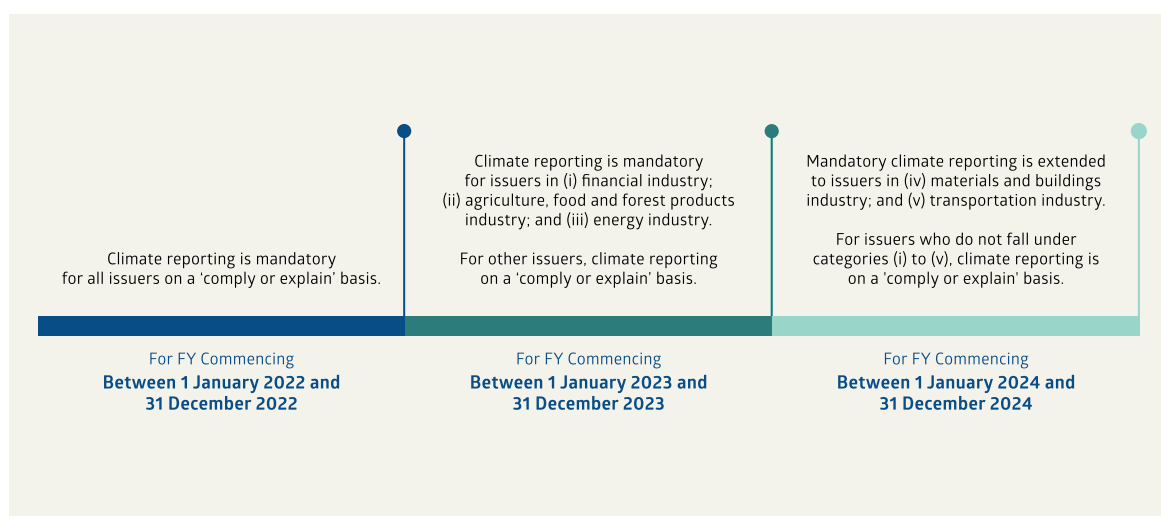 Climate reporting is mandatory
for all issuers on a ‘comply or explain’ basis.
For FY Commencing
Between 1 January 2022 and
31 December 2022
Climate reporting is mandatory
for issuers in (i) financial industry;
(ii) agriculture, food and forest products
industry; and (iii) energy industry.
For other issuers, climate reporting
on a ‘comply or explain’ basis.
For FY Commencing
Between 1 January 2023 and
31 December 2023
Mandatory climate reporting is extended
to issuers in (iv) materials and buildings
industry; and (v) transportation industry.
For issuers who do not fall under
categories (i) to (v), climate reporting is
on a 'comply or explain' basis.
For FY Commencing
Between 1 January 2024 and
31 December 2024